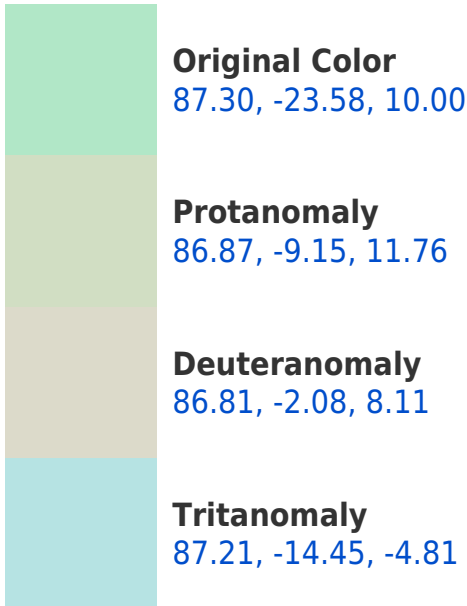 Original Color
87.30, -23.58, 10.00
Protanomaly
86.87, -9.15, 11.76
Deuteranomaly
86.81, -2.08, 8.11
Tritanomaly
87.21, -14.45, -4.81